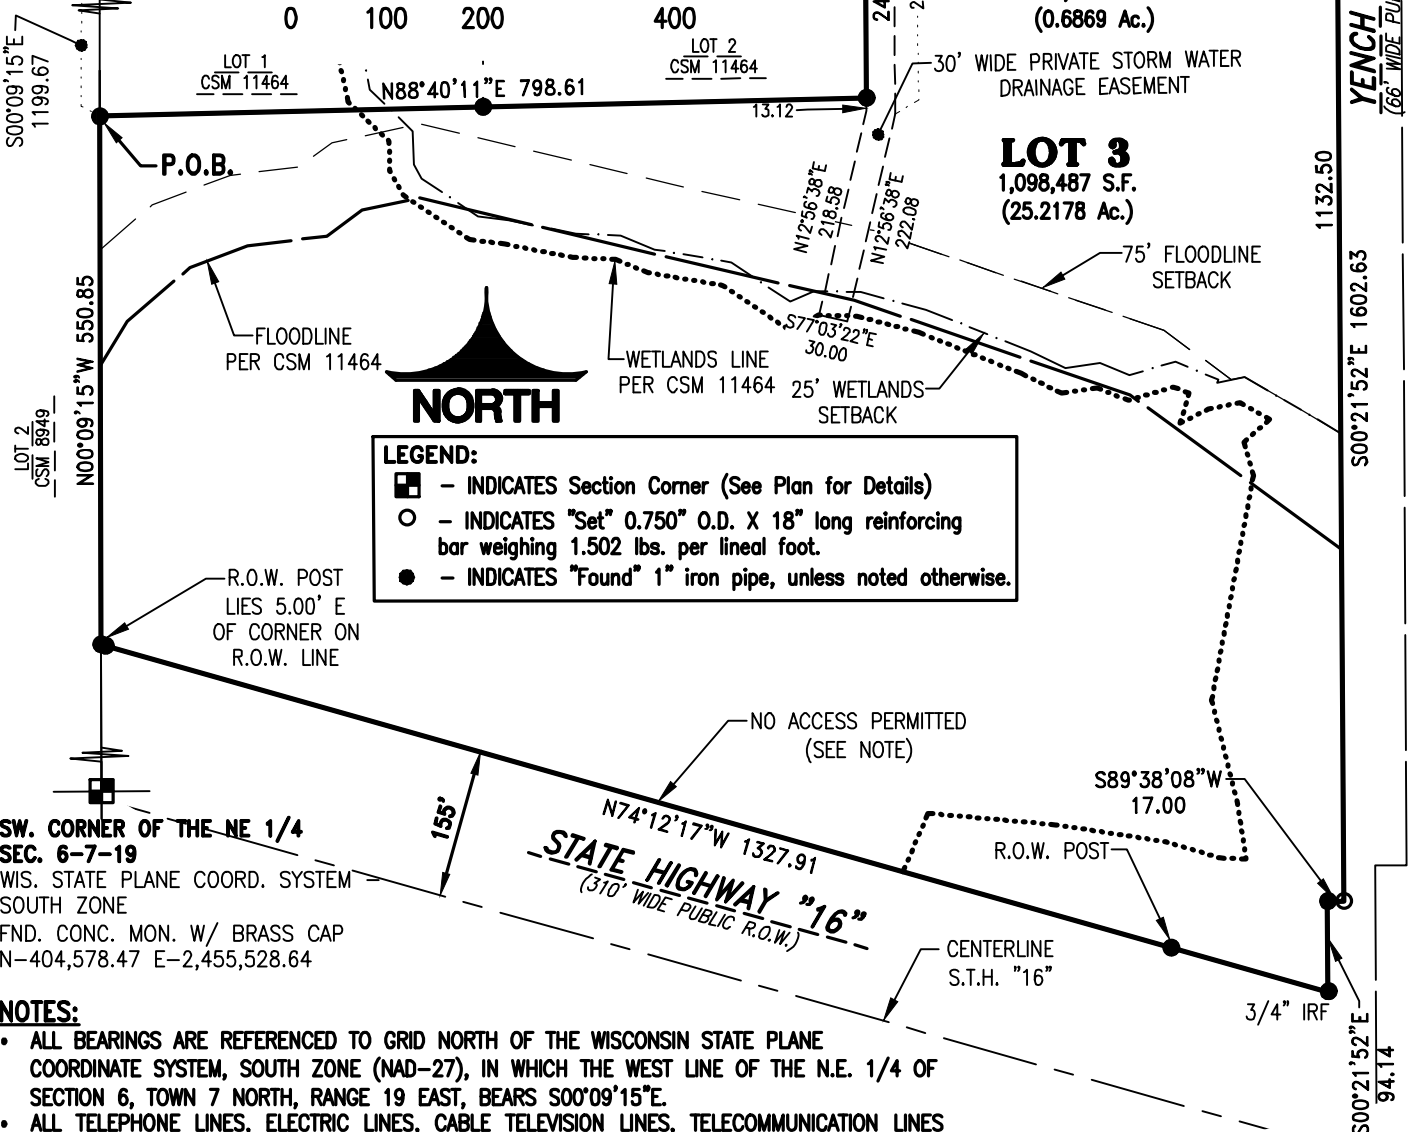 0 100 200 400
(0.6869 Ac.)
S00°09'15"E
1199.67
LOT 1
CSM 11464
LOT 2
CSM 11464
N88°40'11"E 798.61
13.12
24
2
30' WIDE PRIVATE STORM WATER
DRAINAGE EASEMENT
YENCH
(66' WIDE PU
P.O.B.
LOT 3
1,098,487 S.F.
(25.2178 Ac.)
N12°56'38"E
218.58
N12°56'38"E
222.08
1132.50
S00°21'52"E 1602.63
75' FLOODLINE
SETBACK
N00°09'15"W 550.85
FLOODLINE
PER CSM 11464
NORTH
WETLANDS LINE
PER CSM 11464
S77°03'22"E
30.00
25' WETLANDS
SETBACK
LOT 2
CSM 8949
LEGEND:
- INDICATES Section Corner (See Plan for Details)
- INDICATES "Set" 0.750" O.D. X 18" long reinforcing
bar weighing 1.502 lbs. per lineal foot.
- INDICATES "Found" 1" iron pipe, unless noted otherwise.
R.O.W. POST
LIES 5.00' E
OF CORNER ON
R.O.W. LINE
NO ACCESS PERMITTED
(SEE NOTE)
155'
N74°12'17"W 1327.91
STATE HIGHWAY "16"
(310' WIDE PUBLIC R.O.W.)
S89°38'08"W
17.00
R.O.W. POST
CENTERLINE
S.T.H. "16"
3/4" IRF
S00°21'52"E
94.14
SW. CORNER OF THE NE 1/4
SEC. 6-7-19
WIS. STATE PLANE COORD. SYSTEM -
SOUTH ZONE
FND. CONC. MON. W/ BRASS CAP
N-404,578.47 E-2,455,528.64
NOTES:
• ALL BEARINGS ARE REFERENCED TO GRID NORTH OF THE WISCONSIN STATE PLANE
COORDINATE SYSTEM, SOUTH ZONE (NAD-27), IN WHICH THE WEST LINE OF THE N.E. 1/4 OF
SECTION 6, TOWN 7 NORTH, RANGE 19 EAST, BEARS S00°09'15"E.
• ALL TELEPHONE LINES, ELECTRIC LINES, CABLE TELEVISION LINES, TELECOMMUNICATION LINES